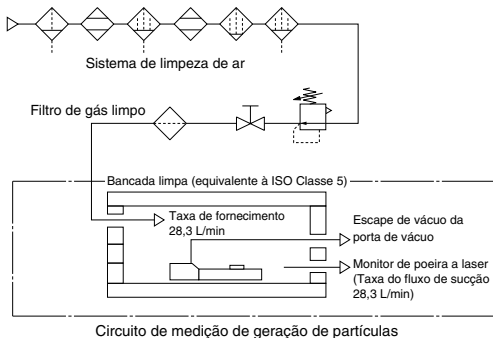 Sistema de limpeza de ar
Filtro de gás limpo
Bancada limpa (equivalente à ISO Classe 5)
Taxa de fornecimento
28,3 L/min
Escape de vácuo da
porta de vácuo
Monitor de poeira a laser
(Taxa do fluxo de sucção
28,3 L/min)
Circuito de medição de geração de partículas